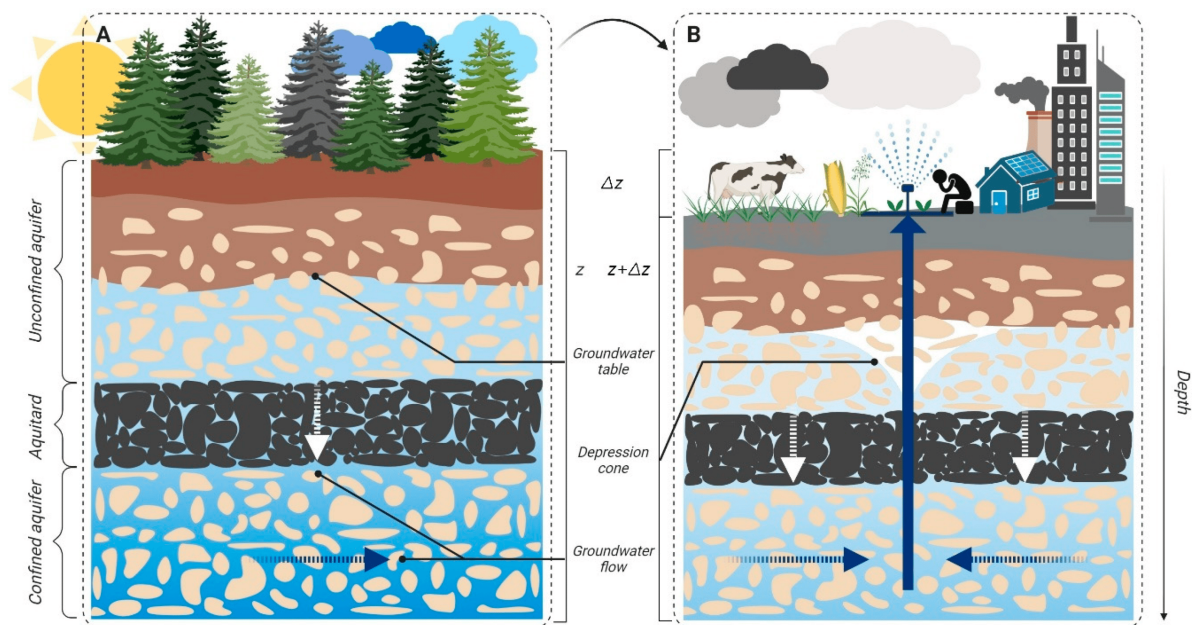 A
B
Δz
z
z+Δz
Unconfined aquifer
Aquitard
Confined aquifer
Groundwater
table
Depression
cone
Groundwater
flow
Depth